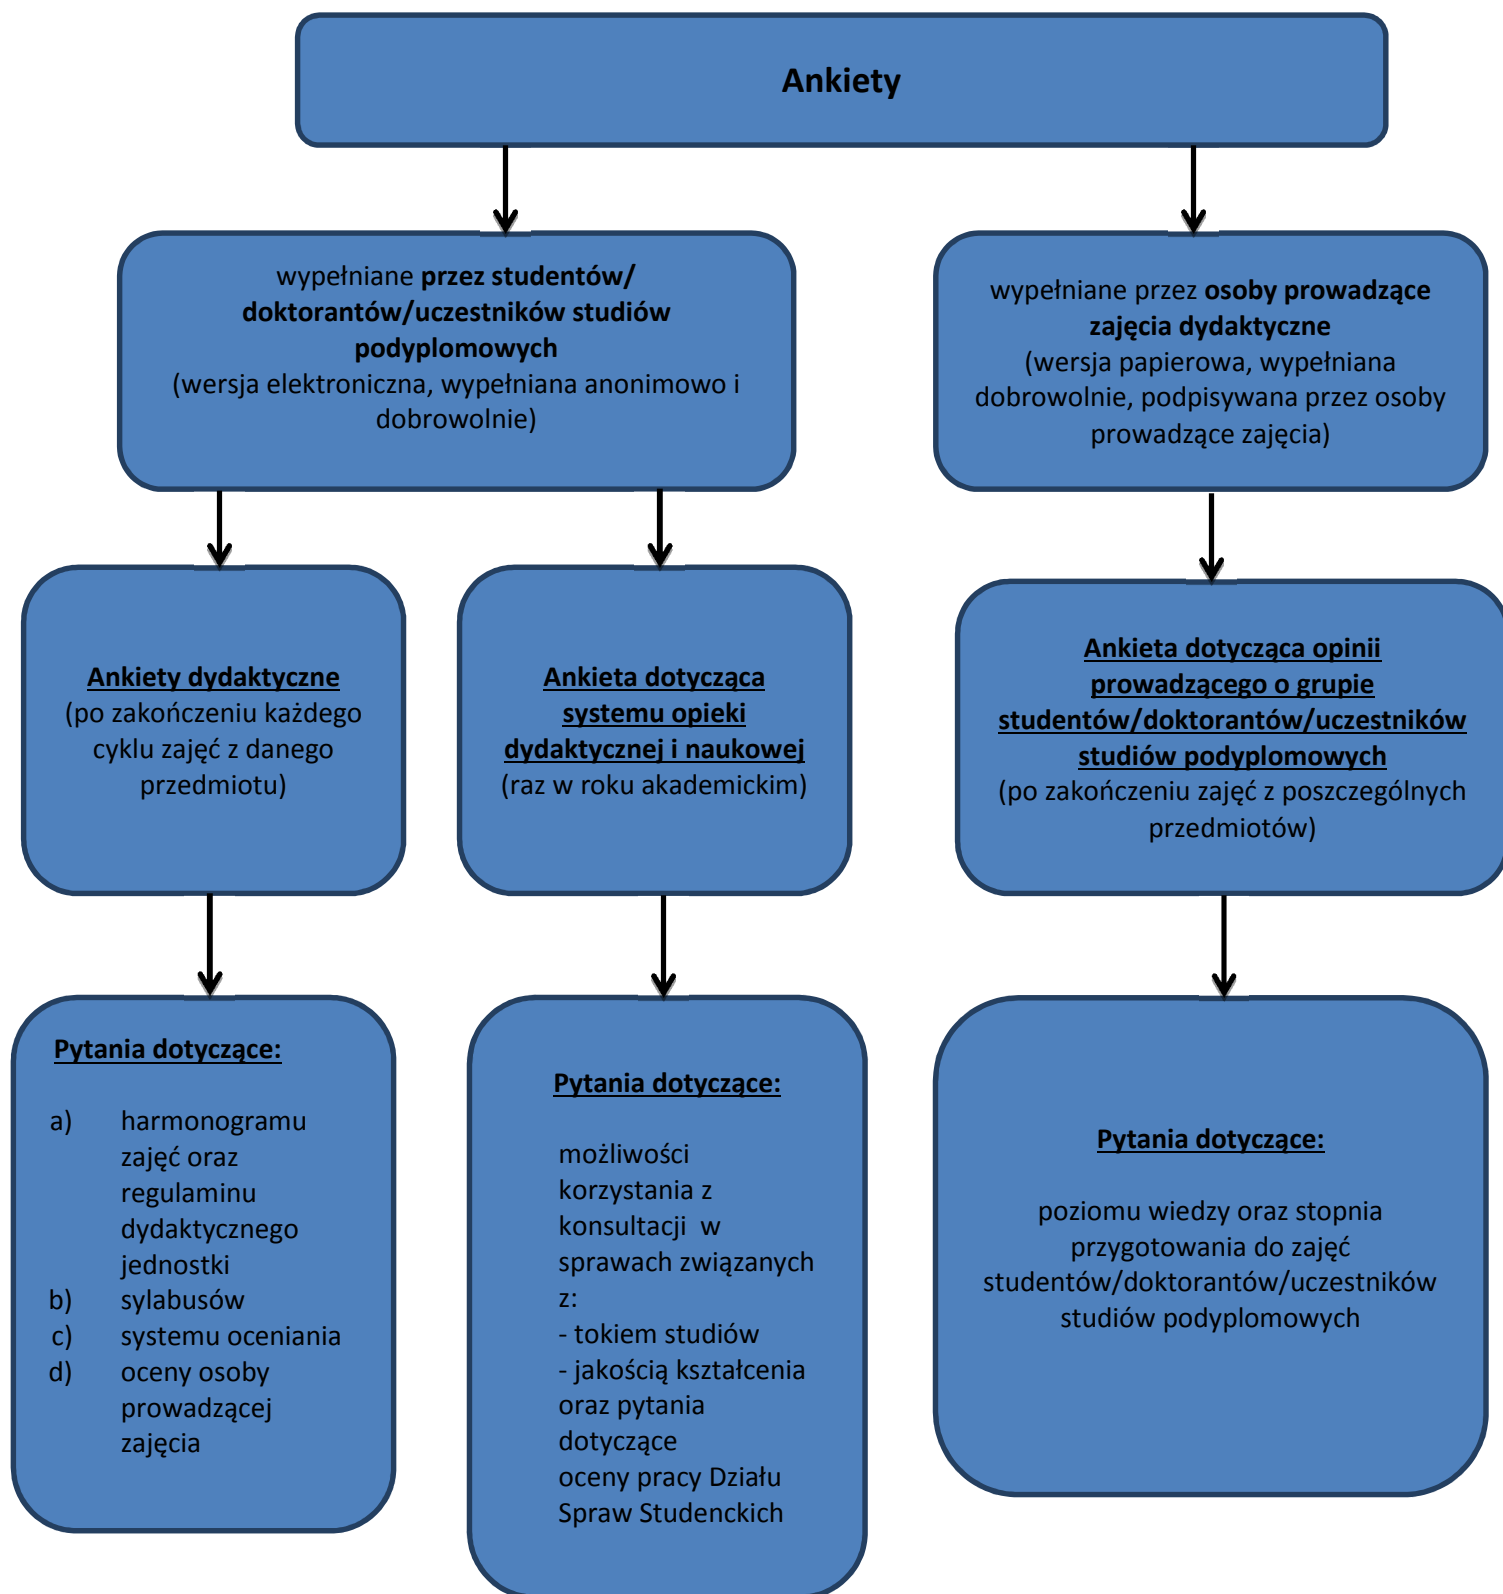 Ankiety
wypełniane przez studentów/
doktorantów/uczestników studiów
podyplomowych
(wersja elektroniczna, wypełniana anonimowo i
dobrowolnie)
wypełniane przez osoby prowadzące
zajęcia dydaktyczne
(wersja papierowa, wypełniana
dobrowolnie, podpisywana przez osoby
prowadzące zajęcia)
Ankiety dydaktyczne
(po zakończeniu każdego
cyklu zajęć z danego
przedmiotu)
Ankieta dotycząca
systemu opieki
dydaktycznej i naukowej
(raz w roku akademickim)
Ankieta dotycząca opinii
prowadzącego o grupie
studentów/doktorantów/uczestników
studiów podyplomowych
(po zakończeniu zajęć z poszczególnych
przedmiotów)
Pytania dotyczące:
a) harmonogramu
zajęć oraz
regulaminu
dydaktycznego
jednostki
b) sylabusów
c) systemu oceniania
d) oceny osoby
prowadzącej
zajęcia
Pytania dotyczące:
możliwości
korzystania z
konsultacji w
sprawach związanych
z:
- tokiem studiów
- jakością kształcenia
oraz pytania
dotyczące
oceny pracy Działu
Spraw Studenckich
Pytania dotyczące:
poziomu wiedzy oraz stopnia
przygotowania do zajęć
studentów/doktorantów/uczestników
studiów podyplomowych